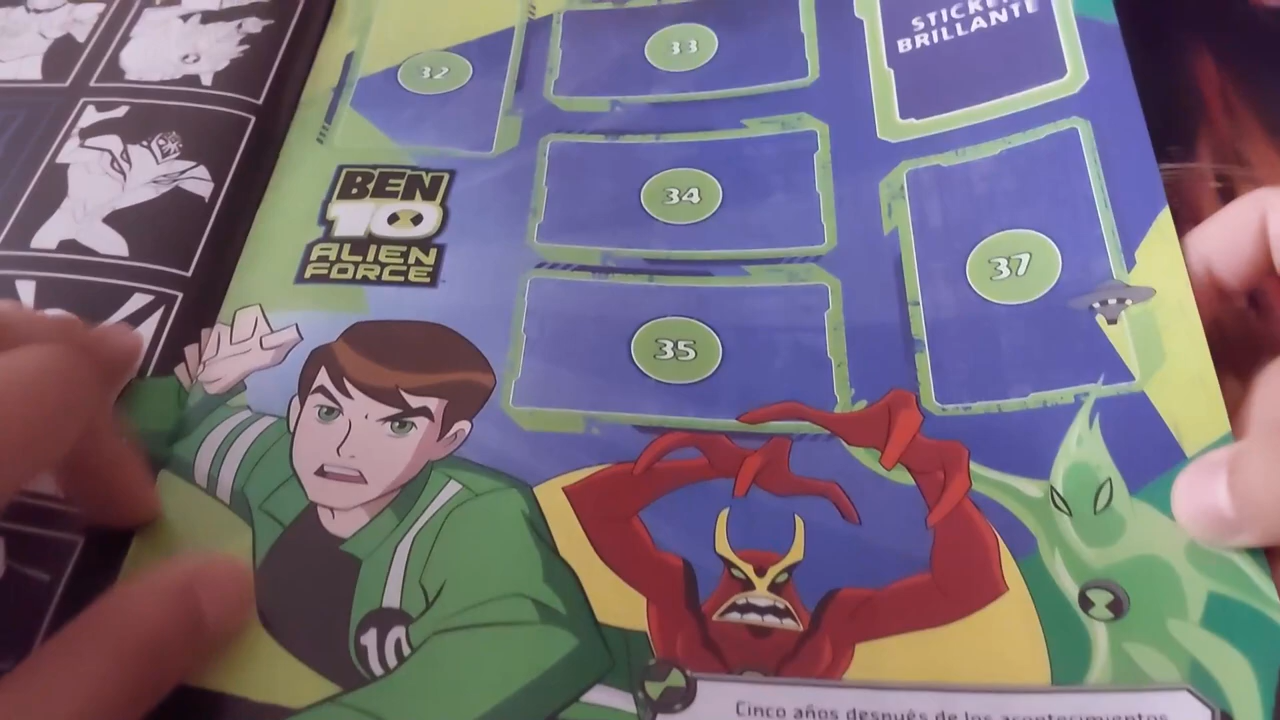 32
33
STICKER
BRILLANTE
BEN
10
ALIEN
FORCE
34
37
35
10
Cinco años después de los acontecimientos